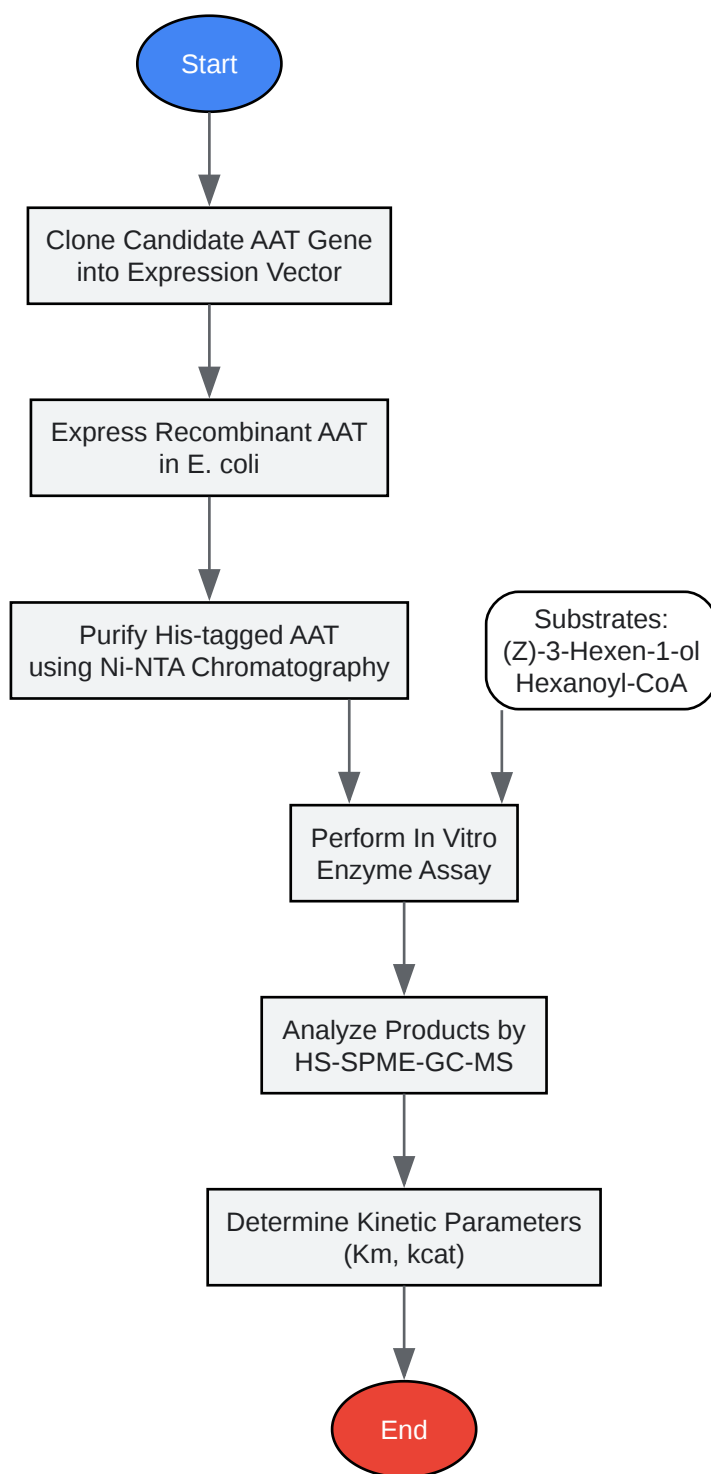 Start
Clone Candidate AAT Gene
into Expression Vector
Express Recombinant AAT
in E. coli
Purify His-tagged AAT
using Ni-NTA Chromatography
Substrates:
(Z)-3-Hexen-1-ol
Hexanoyl-CoA
Perform In Vitro
Enzyme Assay
Analyze Products by
HS-SPME-GC-MS
Determine Kinetic Parameters
(Km, kcat)
End